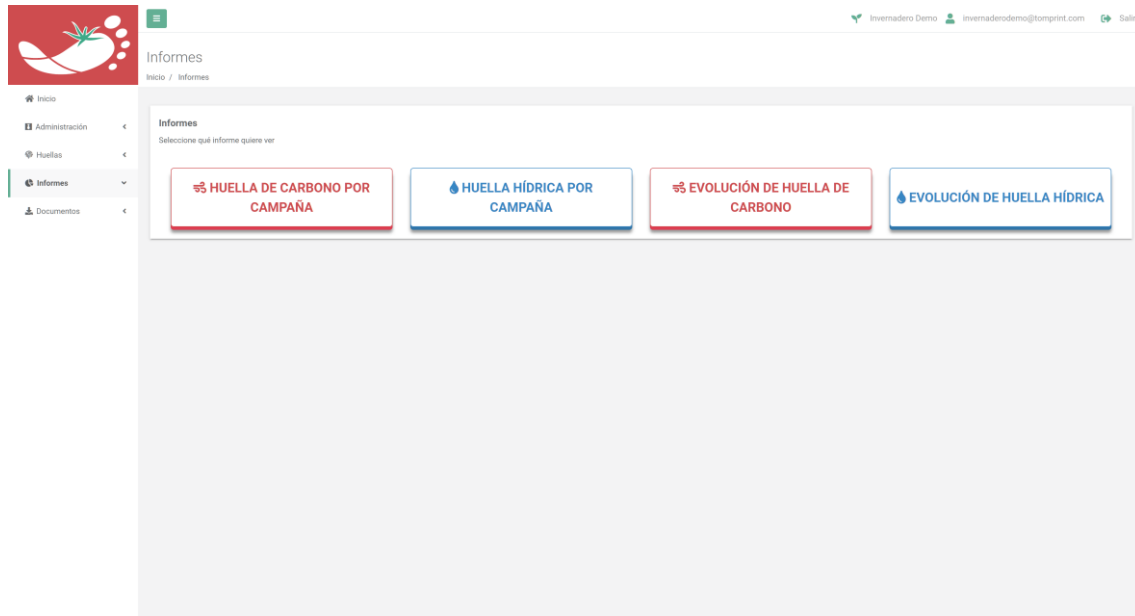 Invernadero Demo invernaderodemo@tomprint.com Salir
Informes
Inicio / Informes
Inicio
Administración
Huellas
Informes
Documentos
Informes
Seleccione qué informe quiere ver
HUELLA DE CARBONO POR
CAMPAÑA
HUELLA HÍDRICA POR
CAMPAÑA
EVOLUCIÓN DE HUELLA DE
CARBONO
EVOLUCIÓN DE HUELLA HÍDRICA